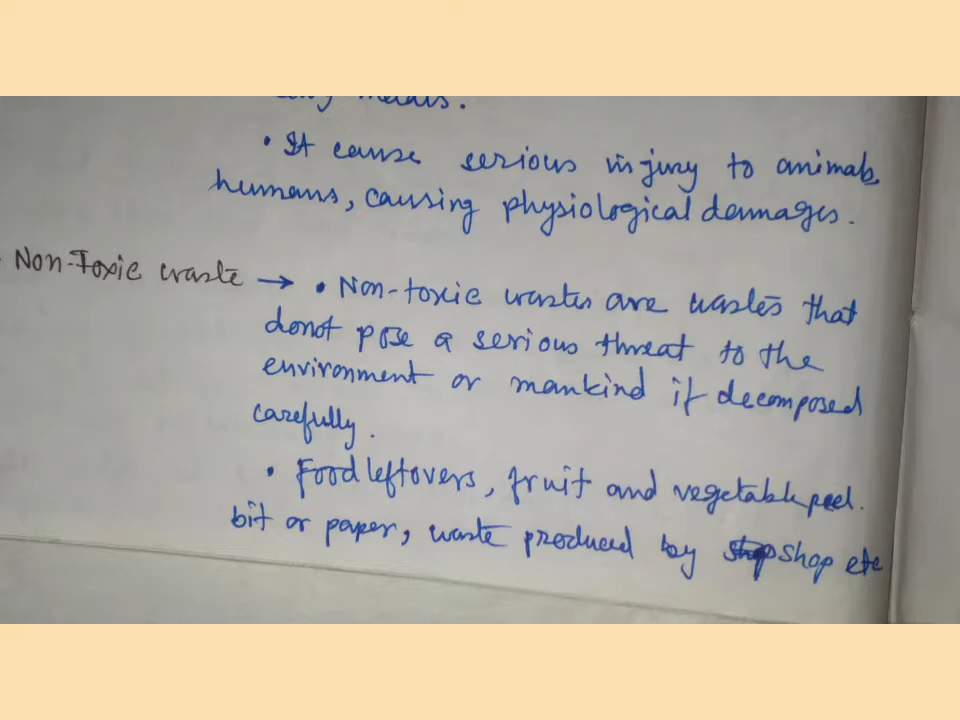 metals.
• It cause serious injury to animals,
humans, causing physiological damages.
Non-Toxic waste → • Non-toxic wastes are wastes that
donot pose a serious threat to the
environment or mankind if decomposed
carefully.
• Food leftovers, fruit and vegetable peel.
bit or paper, waste produced by shop etc